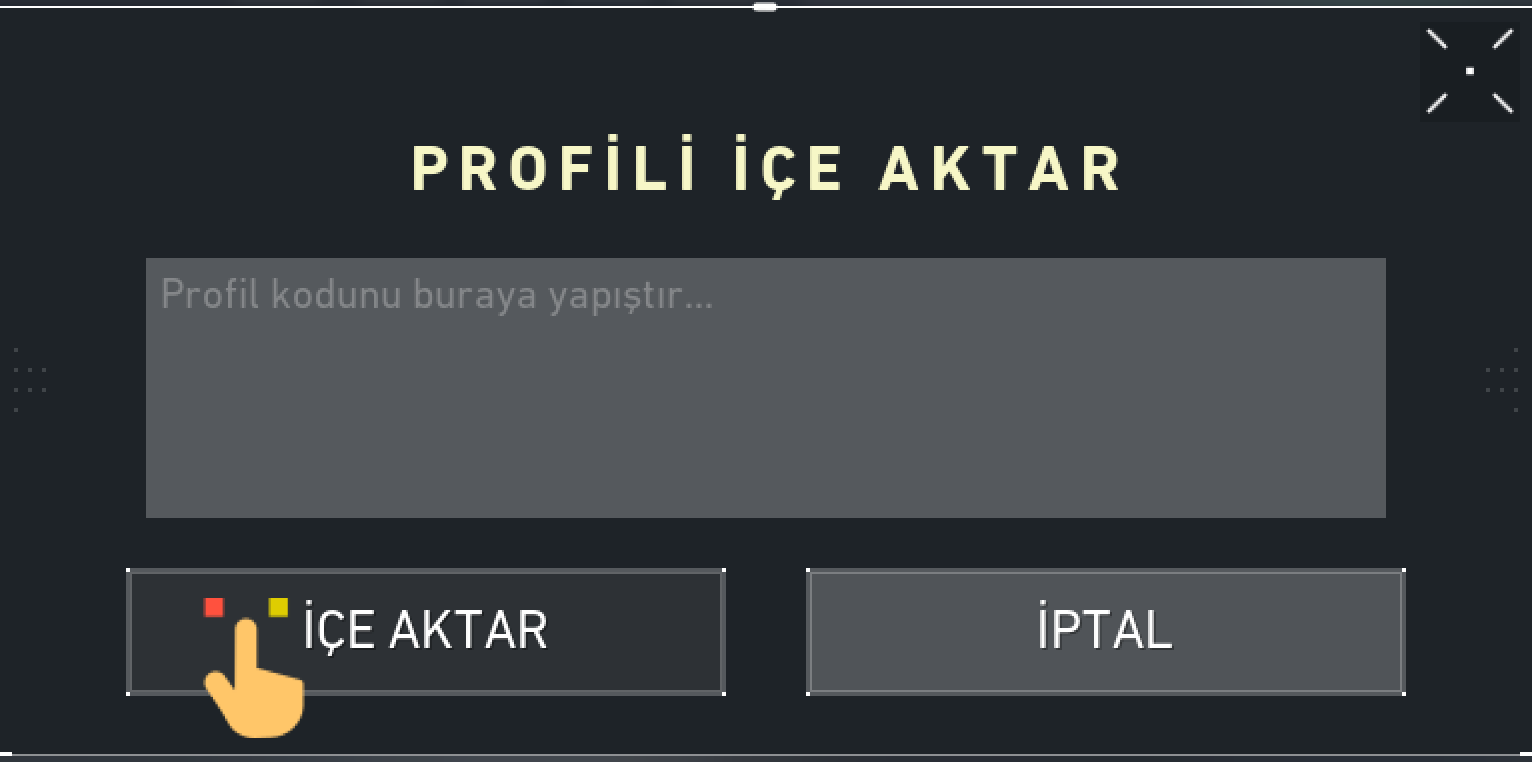 PROFİLİ İÇE AKTAR
Profil kodunu buraya yapıştır...
İÇE AKTAR
İPTAL